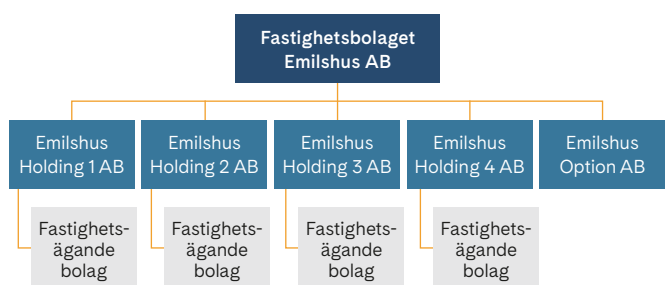 Fastighetsbolaget
Emilshus AB
Emilshus
Holding 1 AB
Emilshus
Holding 2 AB
Emilshus
Holding 3 AB
Emilshus
Holding 4 AB
Emilshus
Option AB
Fastighets-
ägande
bolag
Fastighets-
ägande
bolag
Fastighets-
ägande
bolag
Fastighets-
ägande
bolag